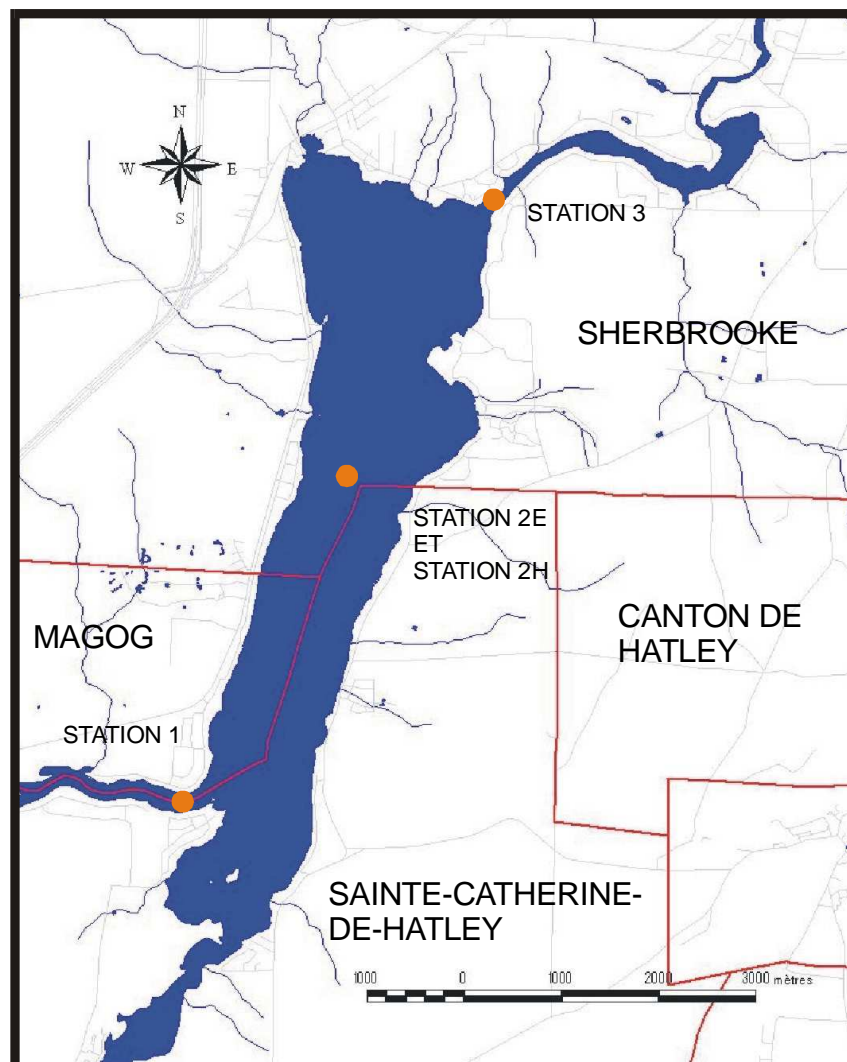 N
W E
S
STATION 3
SHERBROOKE
STATION 2E
ET
STATION 2H
CANTON DE
HATLEY
MAGOG
STATION 1
SAINTE-CATHERINE-
DE-HATLEY
1000 0 1000 2000 3000 mètres